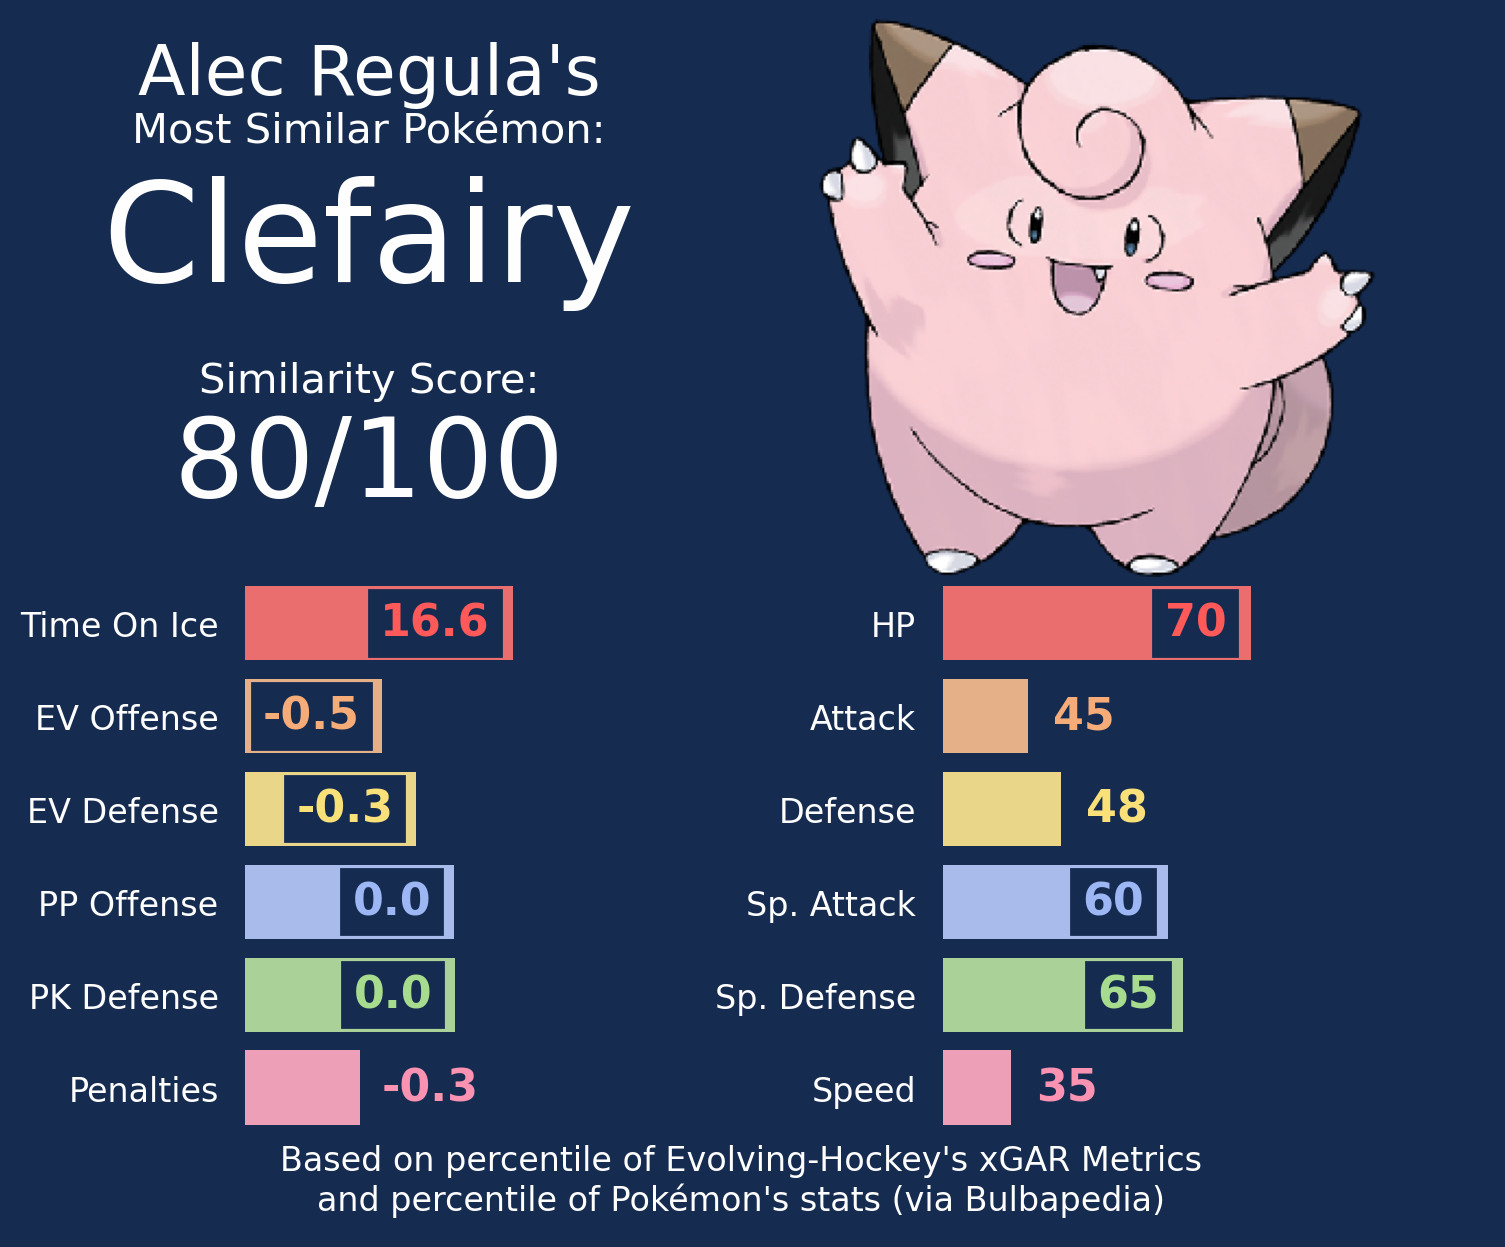 Alec Regula's
Most Similar Pokémon:
Clefairy
Similarity Score:
80/100
Time On Ice 16.6
EV Offense -0.5
EV Defense -0.3
PP Offense 0.0
PK Defense 0.0
Penalties -0.3
HP 70
Attack 45
Defense 48
Sp. Attack 60
Sp. Defense 65
Speed 35
Based on percentile of Evolving-Hockey's xGAR Metrics
and percentile of Pokémon's stats (via Bulbapedia)